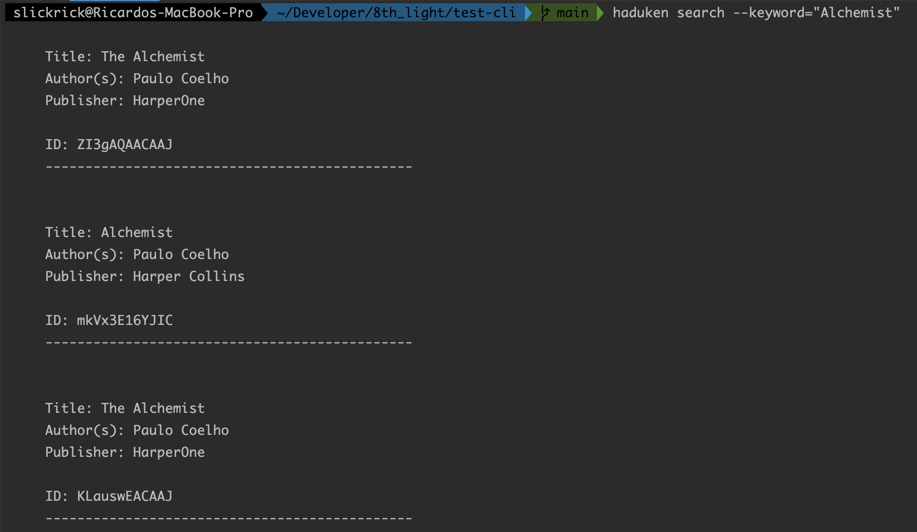 slickrick@Ricardos-MacBook-Pro ~/Developer/8th_light/test-cli main haduken search --keyword="Alchemist"
Title: The Alchemist
Author(s): Paulo Coelho
Publisher: HarperOne
ID: ZI3gAQAACAAJ
----------------------------------------------
Title: Alchemist
Author(s): Paulo Coelho
Publisher: Harper Collins
ID: mkVx3E16YJIC
----------------------------------------------
Title: The Alchemist
Author(s): Paulo Coelho
Publisher: HarperOne
ID: KLauswEACAAJ
----------------------------------------------